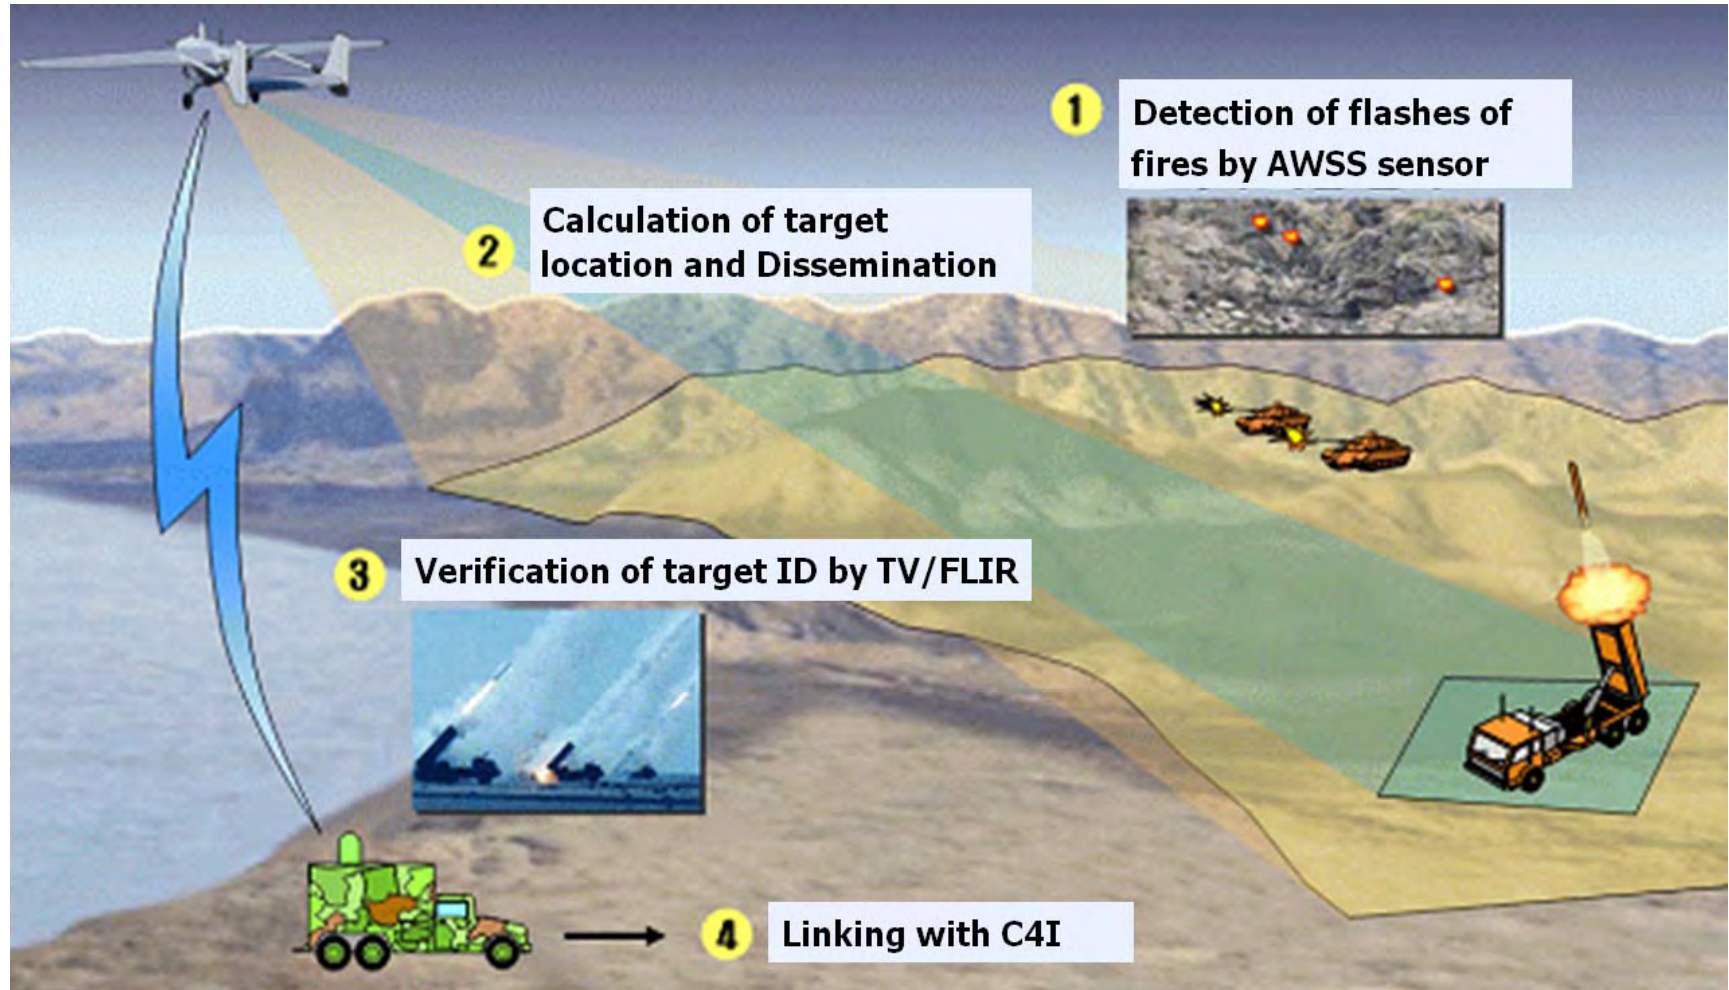 1
Detection of flashes of
fires by AWSS sensor
2
Calculation of target
location and Dissemination
3
Verification of target ID by TV/FLIR
4
Linking with C4I